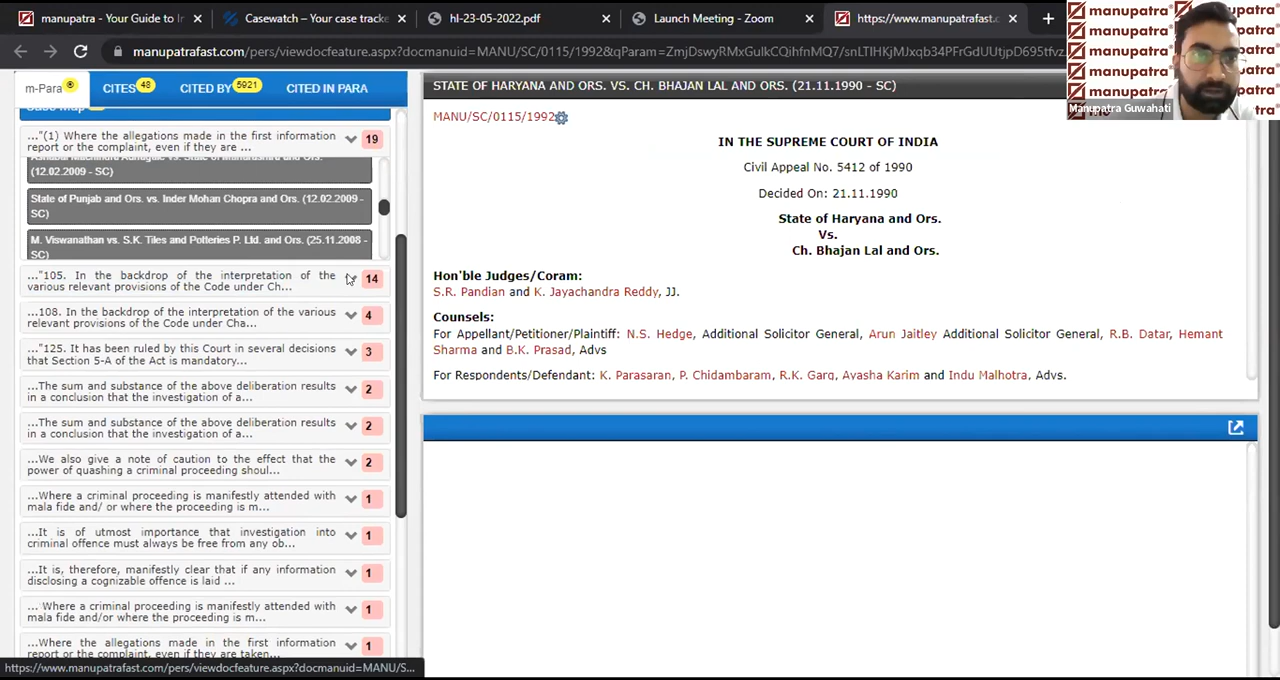 manupatra - Your Guide to Ir
Casewatch – Your case tracke
hl-23-05-2022.pdf
Launch Meeting - Zoom
https://www.manupatrafast.c
manupatrafast.com/pers/viewdocfeature.aspx?docmanuid=MANU/SC/0115/1992&qParam=
manupatra
manupatra
manupatra
manupatra
manupatra
manupatra
Manupatra Guwahati
m-Para
CITES 48
CITED BY 5921
CITED IN PARA
Case Map
..."(1) Where the allegations made in the first information
report or the complaint, even if they are ...
19
(12.02.2009 - SC)
State of Punjab and Ors. vs. Inder Mohan Chopra and Ors. (12.02.2009 -
SC)
M. Viswanathan vs. S.K. Tiles and Potteries P. Ltd. and Ors. (25.11.2008 -
SC)
..."105. In the backdrop of the interpretation of the
various relevant provisions of the Code under Ch...
14
...108. In the backdrop of the interpretation of the various
relevant provisions of the Code under Cha...
4
..."125. It has been ruled by this Court in several decisions
that Section 5-A of the Act is mandatory...
3
...The sum and substance of the above deliberation results
in a conclusion that the investigation of a...
2
...The sum and substance of the above deliberation results
in a conclusion that the investigation of a...
2
...We also give a note of caution to the effect that the
power of quashing a criminal proceeding shoul...
2
...Where a criminal proceeding is manifestly attended with
mala fide and/ or where the proceeding is m...
1
...It is of utmost importance that investigation into
criminal offence must always be free from any ob...
1
...It is, therefore, manifestly clear that if any information
disclosing a cognizable offence is laid ...
1
... Where a criminal proceeding is manifestly attended with
mala fide and/or where the proceeding is m...
1
...Where the allegations made in the first information
report or the complaint, even if they are taken...
1
https://www.manupatrafast.com/pers/viewdocfeature.aspx?docmanuid=MANU/S...
STATE OF HARYANA AND ORS. VS. CH. BHAJAN LAL AND ORS. (21.11.1990 - SC)
MANU/SC/0115/1992
IN THE SUPREME COURT OF INDIA
Civil Appeal No. 5412 of 1990
Decided On: 21.11.1990
State of Haryana and Ors.
Vs.
Ch. Bhajan Lal and Ors.
Hon'ble Judges/Coram:
S.R. Pandian and K. Jayachandra Reddy, JJ.
Counsels:
For Appellant/Petitioner/Plaintiff: N.S. Hedge, Additional Solicitor General, Arun Jaitley Additional Solicitor General, R.B. Datar, Hemant
Sharma and B.K. Prasad, Advs
For Respondents/Defendant: K. Parasaran, P. Chidambaram, R.K. Garg, Ayasha Karim and Indu Malhotra, Advs.